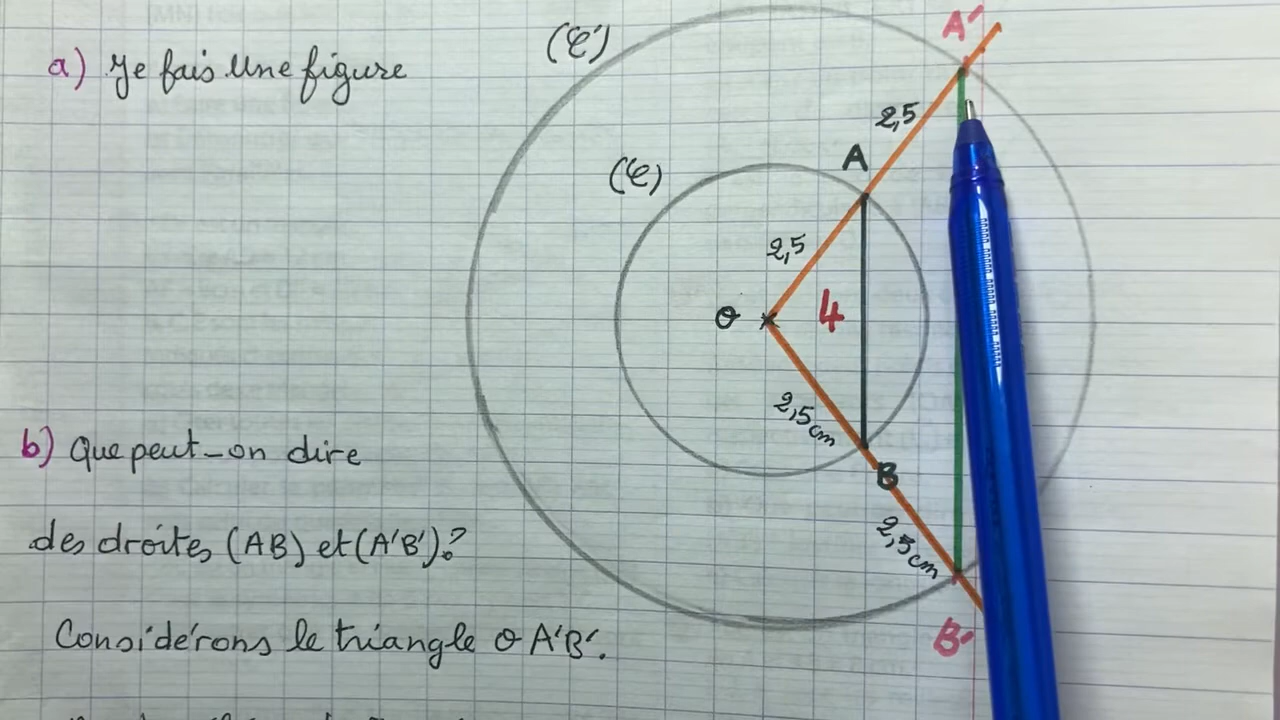 a) Je fais une figure
(C')
A'
2,5
A
(C)
2,5
O
4
2,5cm
B
2,5cm
B'
b) Que peut-on dire
des droites (AB) et (A'B')?
Considérons le triangle OA'B'.